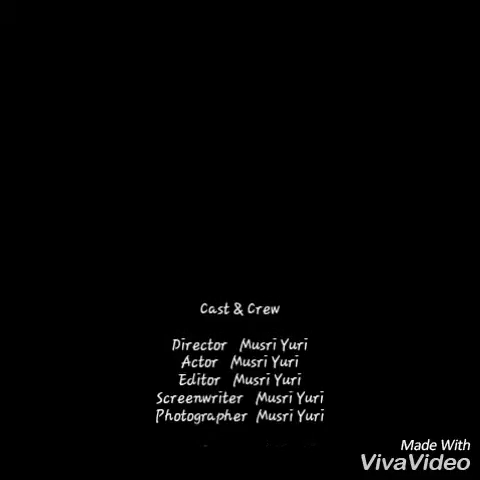 Cast & Crew
Director Musri Yuri
Actor Musri Yuri
Editor Musri Yuri
Screenwriter Musri Yuri
Photographer Musri Yuri
Made With
VivaVideo